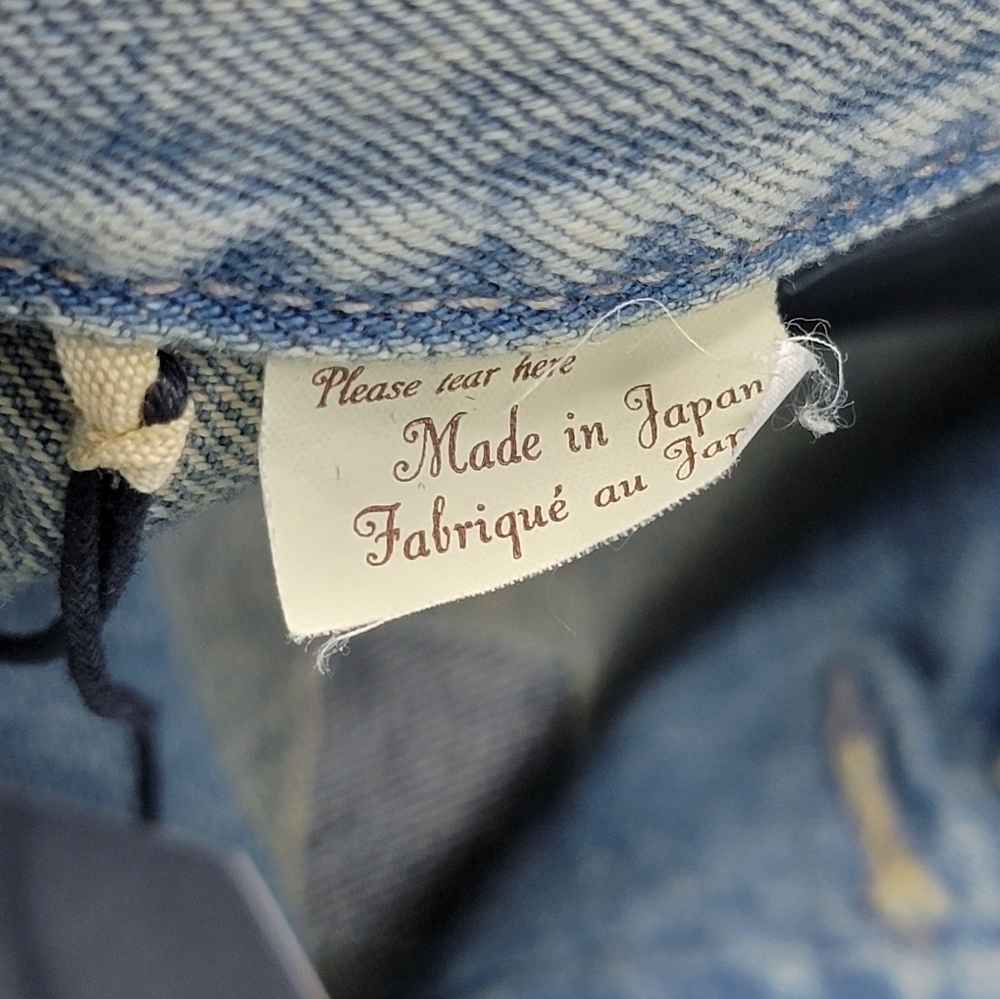 Please tear here
Made in Japan
Fabriqué au